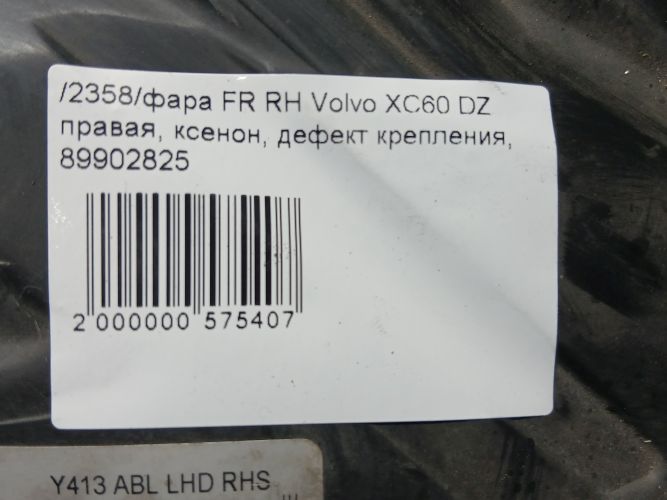 /2358/фара FR RH Volvo XC60 DZ
правая, ксенон, дефект крепления,
89902825
2 000000 575407
Y413 ABL LHD RHS